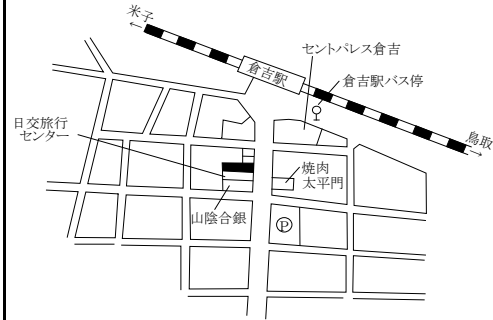 米子
←
セントパレス倉吉
倉吉駅
倉吉駅バス停
鳥取
→
日交旅行
センター
焼肉
太平門
山陰合銀
P